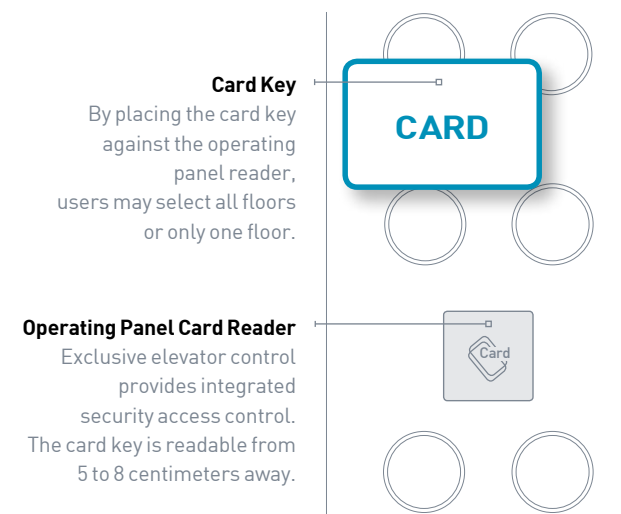 Card Key
By placing the card key
against the operating
panel reader,
users may select all floors
or only one floor.
CARD
Operating Panel Card Reader
Exclusive elevator control
provides integrated
security access control.
The card key is readable from
5 to 8 centimeters away.
Card